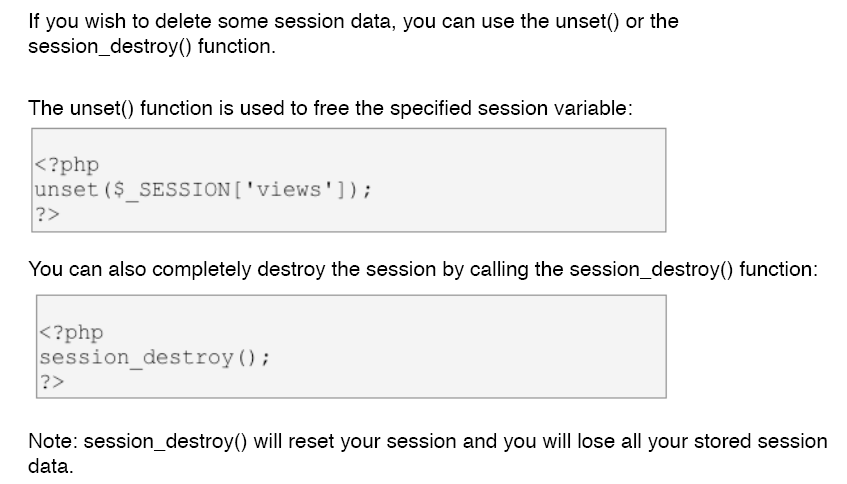 If you wish to delete some session data, you can use the unset() or the
session_destroy() function.
The unset() function is used to free the specified session variable:
<?php
unset($_SESSION['views']);
?>
You can also completely destroy the session by calling the session_destroy() function:
<?php
session_destroy();
?>
Note: session_destroy() will reset your session and you will lose all your stored session
data.